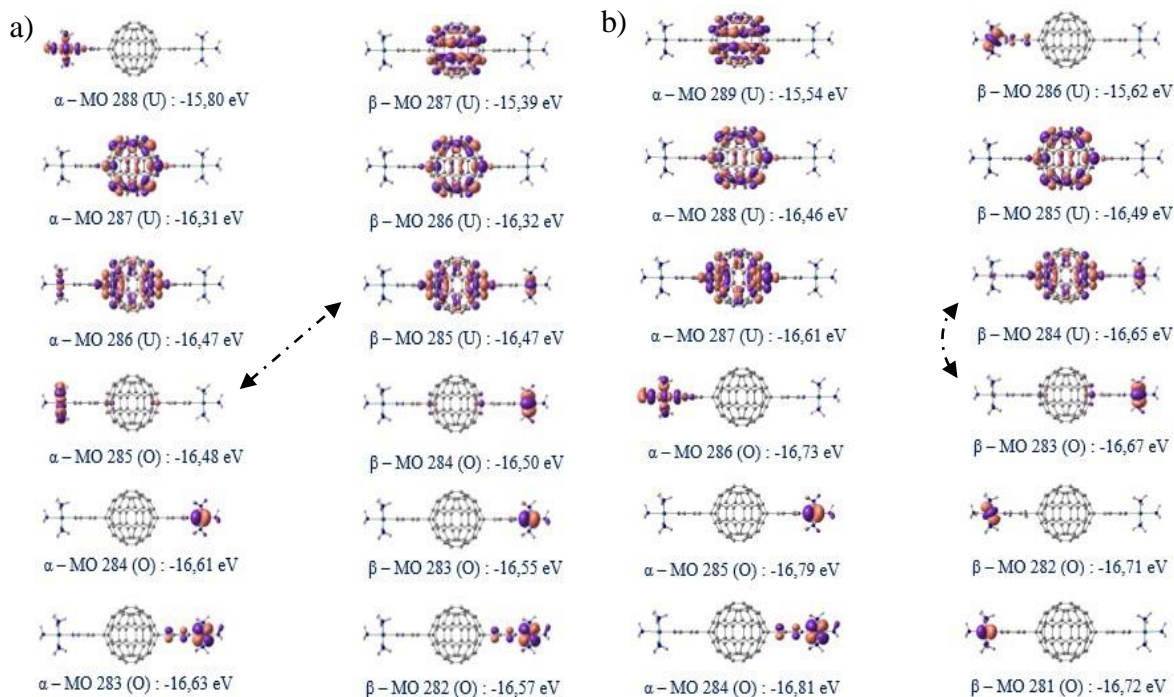 a)
α – MO 288 (U) : -15,80 eV
β – MO 287 (U) : -15,39 eV
α – MO 287 (U) : -16,31 eV
β – MO 286 (U) : -16,32 eV
α – MO 286 (U) : -16,47 eV
β – MO 285 (U) : -16,47 eV
α – MO 285 (O) : -16,48 eV
β – MO 284 (O) : -16,50 eV
α – MO 284 (O) : -16,61 eV
β – MO 283 (O) : -16,55 eV
α – MO 283 (O) : -16,63 eV
β – MO 282 (O) : -16,57 eV
b)
α – MO 289 (U) : -15,54 eV
β – MO 286 (U) : -15,62 eV
α – MO 288 (U) : -16,46 eV
β – MO 285 (U) : -16,49 eV
α – MO 287 (U) : -16,61 eV
β – MO 284 (U) : -16,65 eV
α – MO 286 (O) : -16,73 eV
β – MO 283 (O) : -16,67 eV
α – MO 285 (O) : -16,79 eV
β – MO 282 (O) : -16,71 eV
α – MO 284 (O) : -16,81 eV
β – MO 281 (O) : -16,72 eV